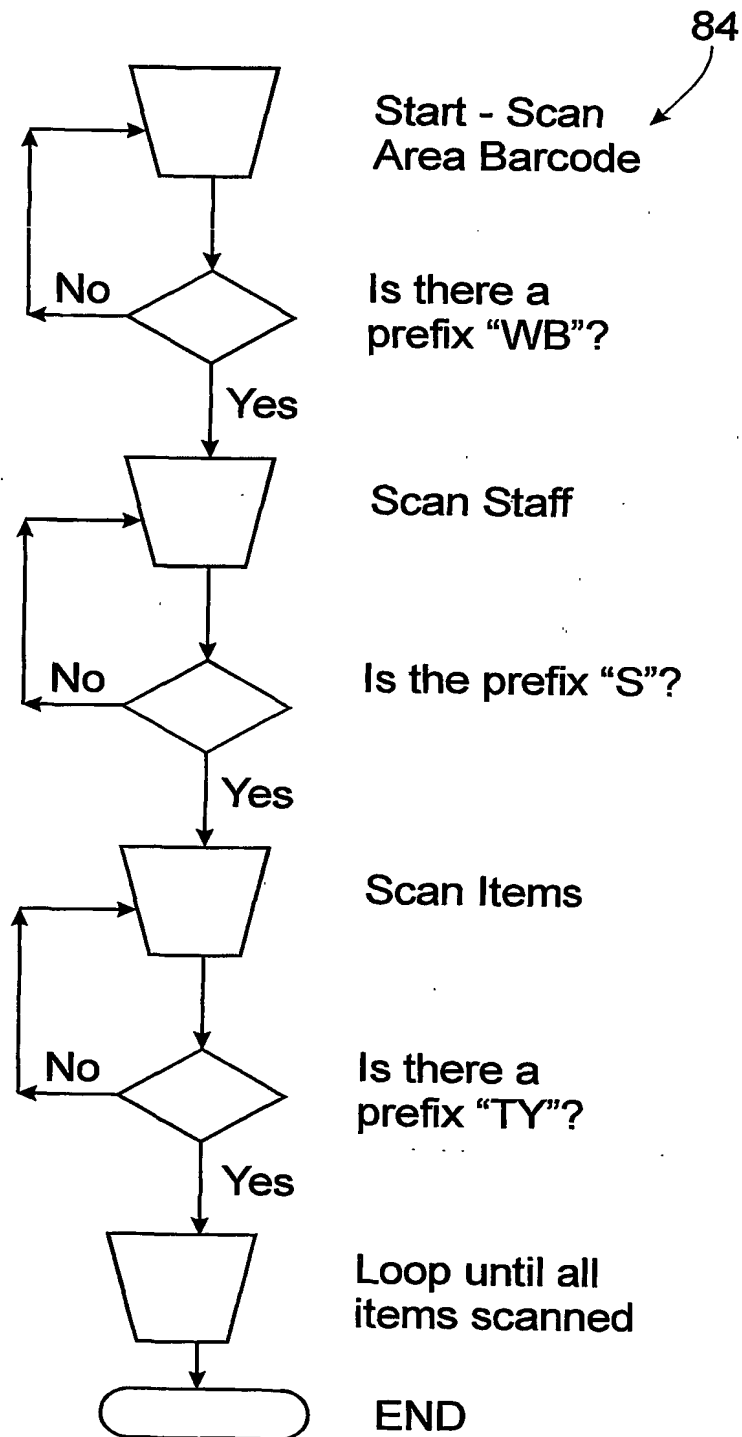 84
Start - Scan
Area Barcode
No
Is there a
prefix “WB”?
Yes
Scan Staff
No
Is the prefix “S”?
Yes
Scan Items
No
Is there a
prefix “TY”?
Yes
Loop until all
items scanned
END